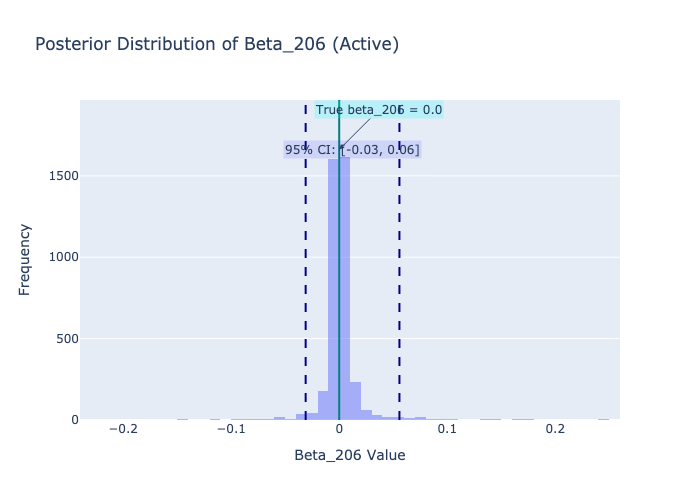 Posterior Distribution of Beta_206 (Active)
True beta_206 = 0.0
95% CI: [-0.03, 0.06]
1500
1000
500
0
Frequency
−0.2
−0.1
0
0.1
0.2
Beta_206 Value